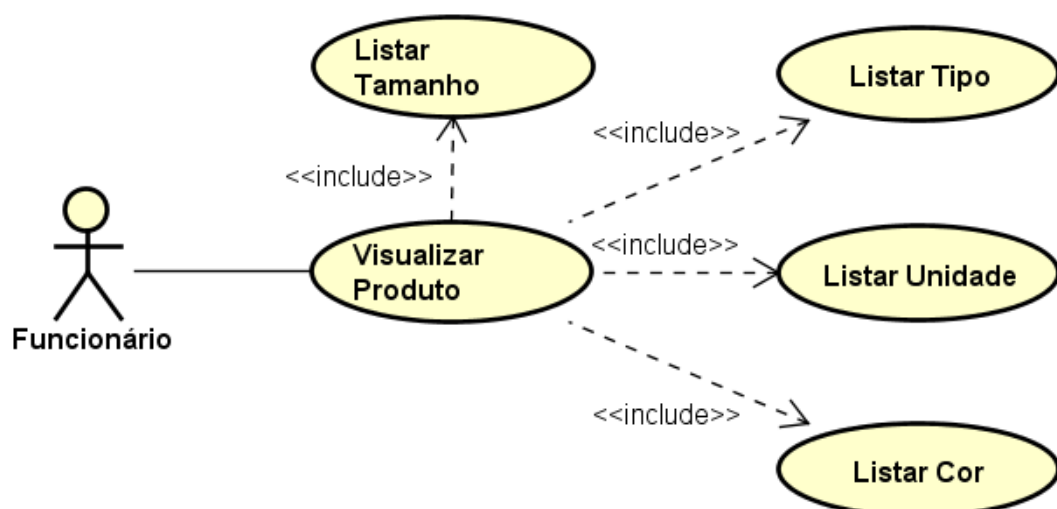 Listar
Tamanho
Listar Tipo
<<include>>
<<include>>
Visualizar
Produto
<<include>>
Listar Unidade
Funcionário
<<include>>
Listar Cor